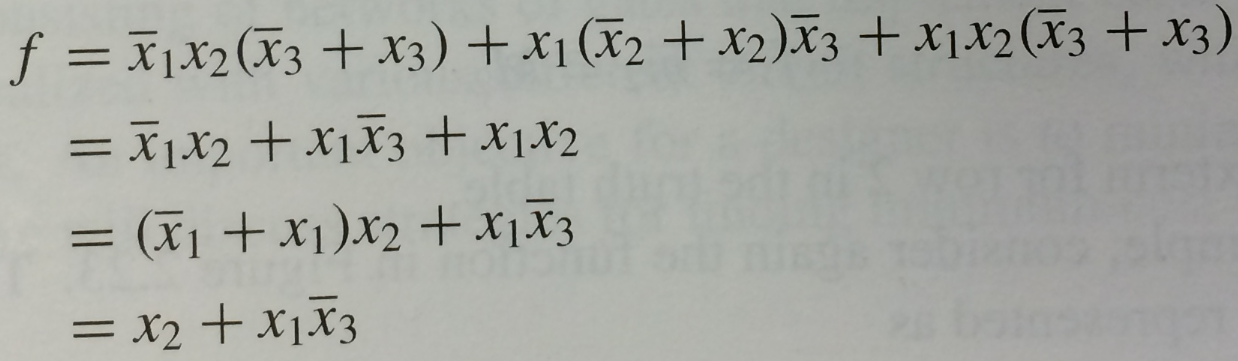 f = x̅₁x₂(x̅₃ + x₃) + x₁(x̅₂ + x₂)x̅₃ + x₁x₂(x̅₃ + x₃)
= x̅₁x₂ + x₁x̅₃ + x₁x₂
= (x̅₁ + x₁)x₂ + x₁x̅₃
= x₂ + x₁x̅₃